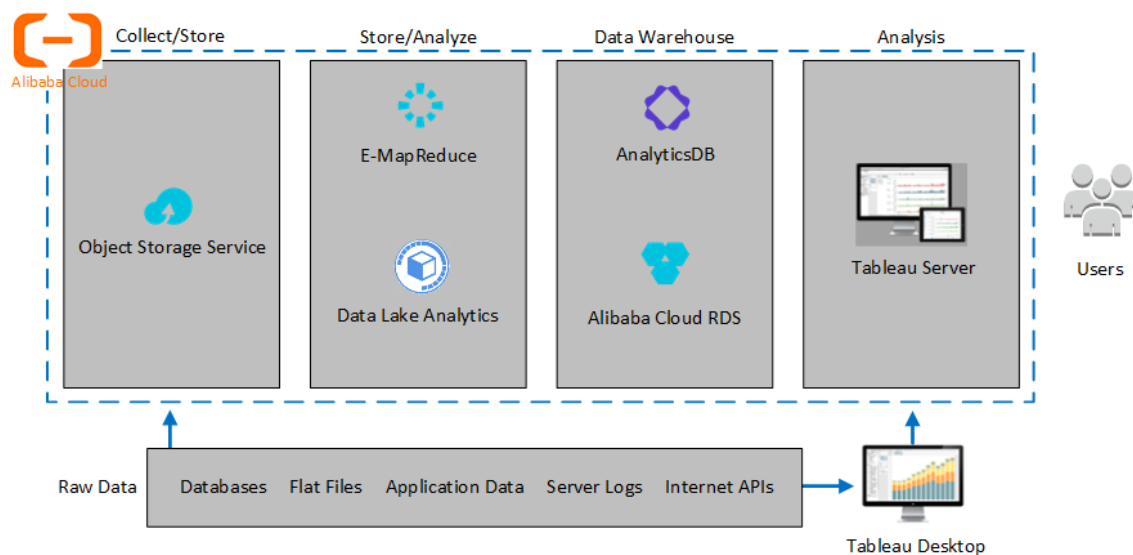 Collect/Store
Store/Analyze
Data Warehouse
Analysis
Alibaba Cloud
E-MapReduce
AnalyticsDB
Object Storage Service
Tableau Server
Users
Data Lake Analytics
Alibaba Cloud RDS
Raw Data
Databases
Flat Files
Application Data
Server Logs
Internet APIs
Tableau Desktop